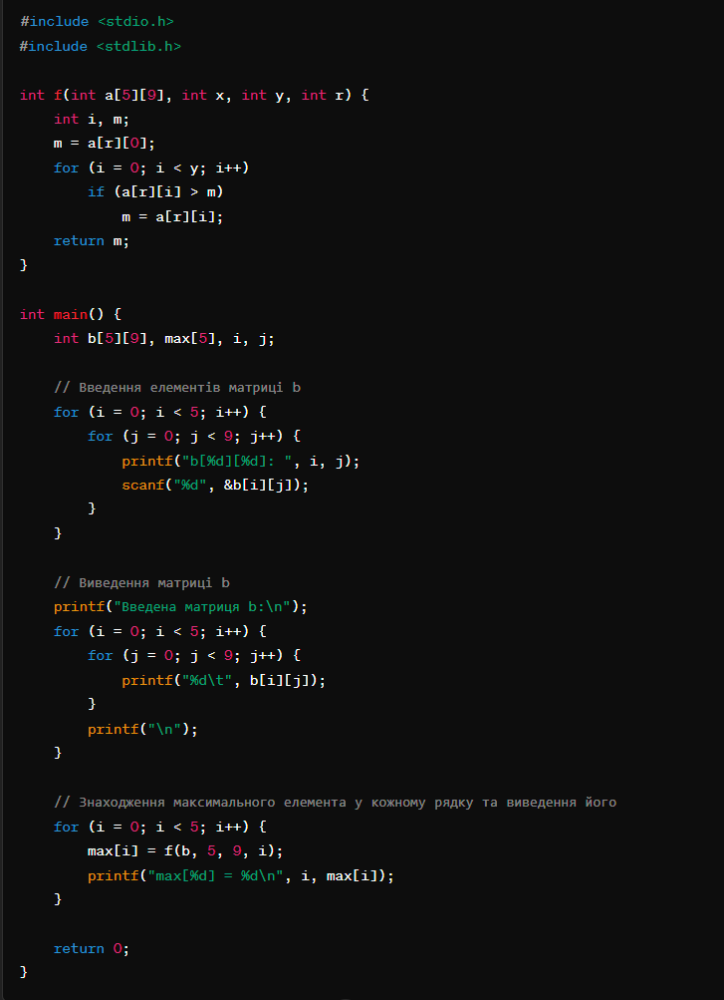 #include <stdio.h>
#include <stdlib.h>
int f(int a[5][9], int x, int y, int r) {
    int i, m;
    m = a[r][0];
    for (i = 0; i < y; i++)
        if (a[r][i] > m)
            m = a[r][i];
    return m;
}
int main() {
    int b[5][9], max[5], i, j;
    // Введення елементів матриці b
    for (i = 0; i < 5; i++) {
        for (j = 0; j < 9; j++) {
            printf("b[%d][%d]: ", i, j);
            scanf("%d", &b[i][j]);
        }
    }
    // Виведення матриці b
    printf("Введена матриця b:\n");
    for (i = 0; i < 5; i++) {
        for (j = 0; j < 9; j++) {
            printf("%d\t", b[i][j]);
        }
        printf("\n");
    }
    // Знаходження максимального елемента у кожному рядку та виведення його
    for (i = 0; i < 5; i++) {
        max[i] = f(b, 5, 9, i);
        printf("max[%d] = %d\n", i, max[i]);
    }
    return 0;
}